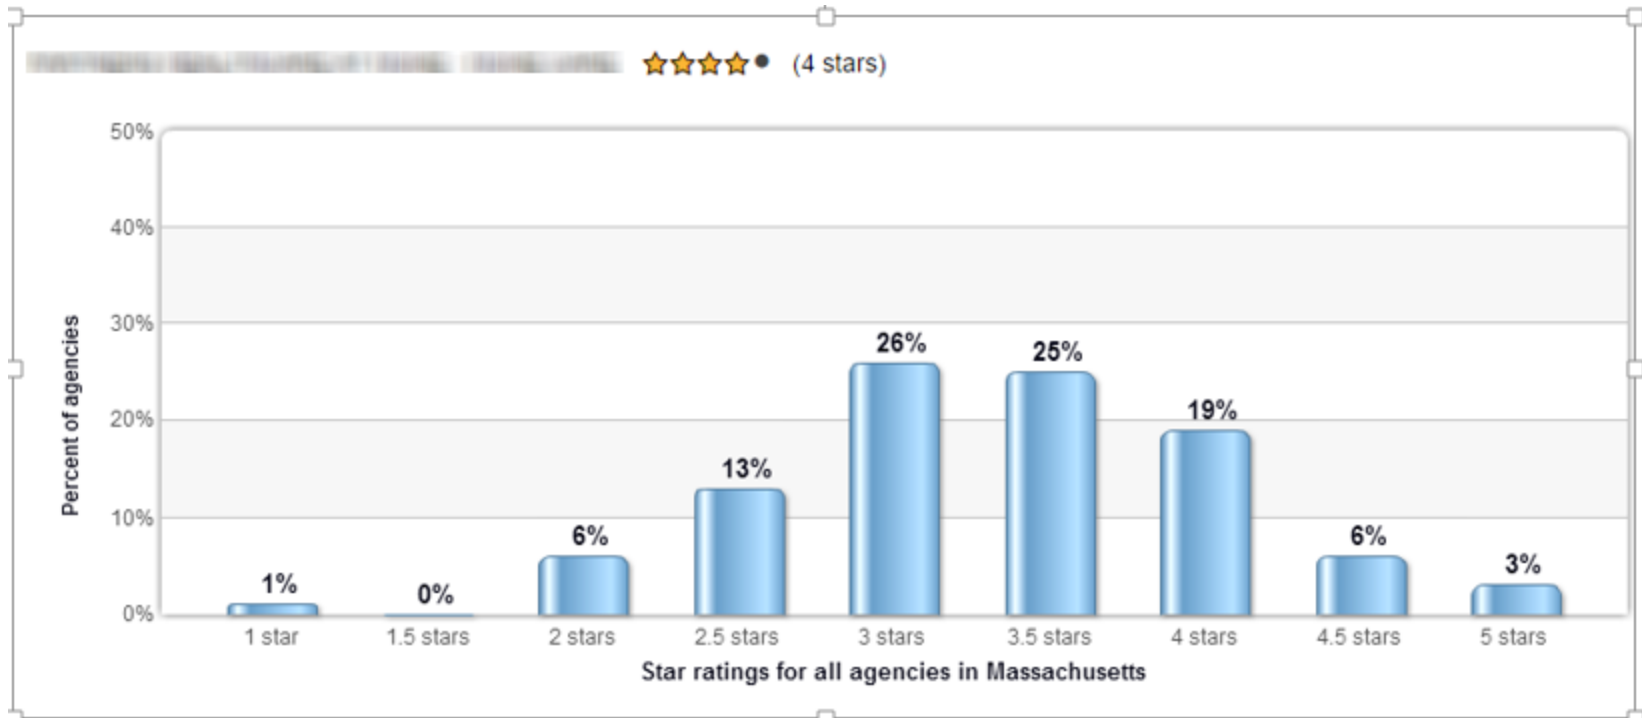 (4 stars)
50%
40%
30%
20%
10%
0%
Percent of agencies
1%
0%
6%
13%
26%
25%
19%
6%
3%
1 star
1.5 stars
2 stars
2.5 stars
3 stars
3.5 stars
4 stars
4.5 stars
5 stars
Star ratings for all agencies in Massachusetts